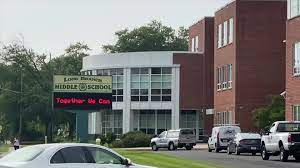 LONG BRANCH
MIDDLE SCHOOL
Together We Can